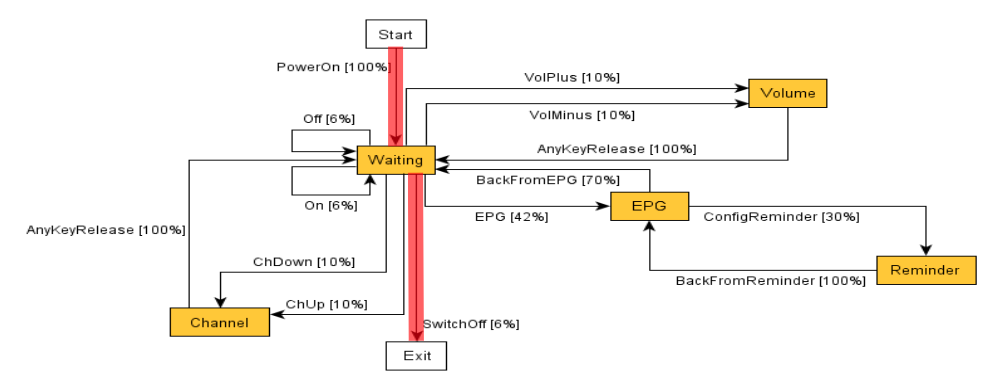 Start
PowerOn [100%]
VolPlus [10%]
Volume
VolMinus [10%]
Off [6%]
AnyKeyRelease [100%]
Waiting
BackFromEPG [70%]
On [6%]
EPG [42%]
EPG
ConfigReminder [30%]
AnyKeyRelease [100%]
ChDown [10%]
Reminder
BackFromReminder [100%]
ChUp [10%]
Channel
SwitchOff [6%]
Exit